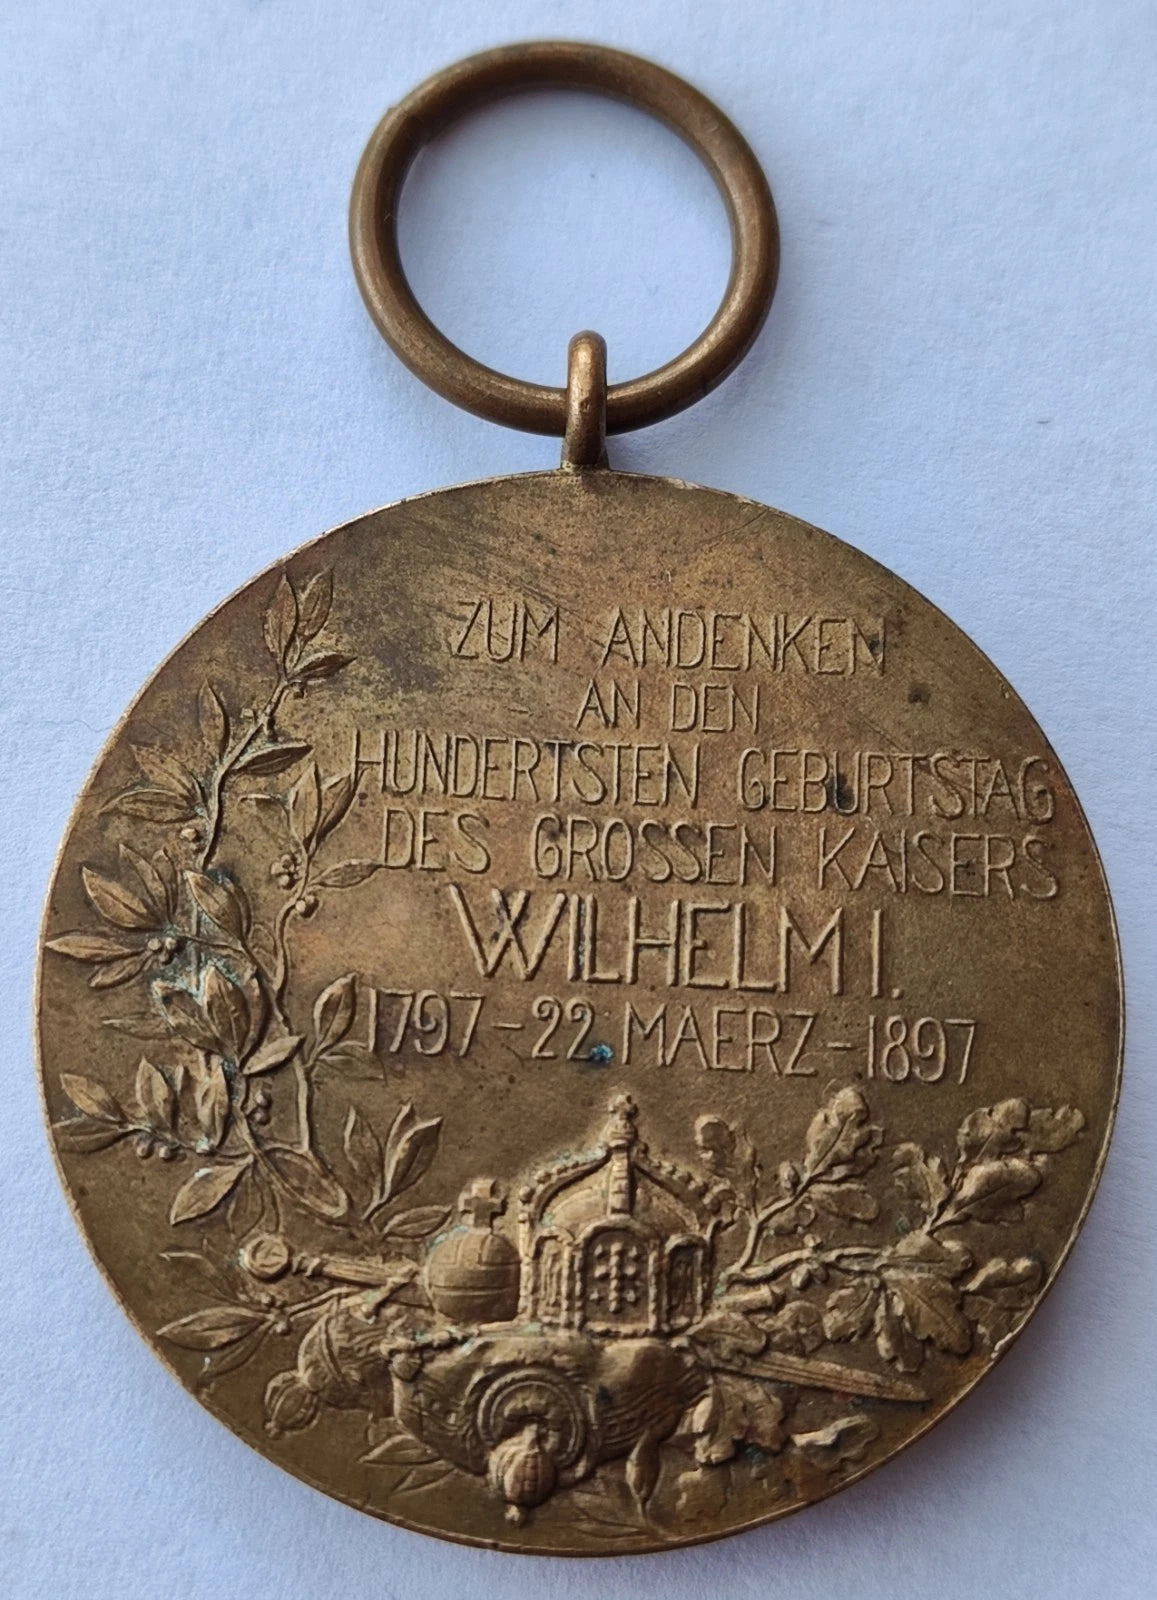 ZUM ANDENKEN
AN DEN
HUNDERTSTEN GEBURTSTAG
DES GROSSEN KAISERS
WILHELM I.
1797-22 MAERZ-1897